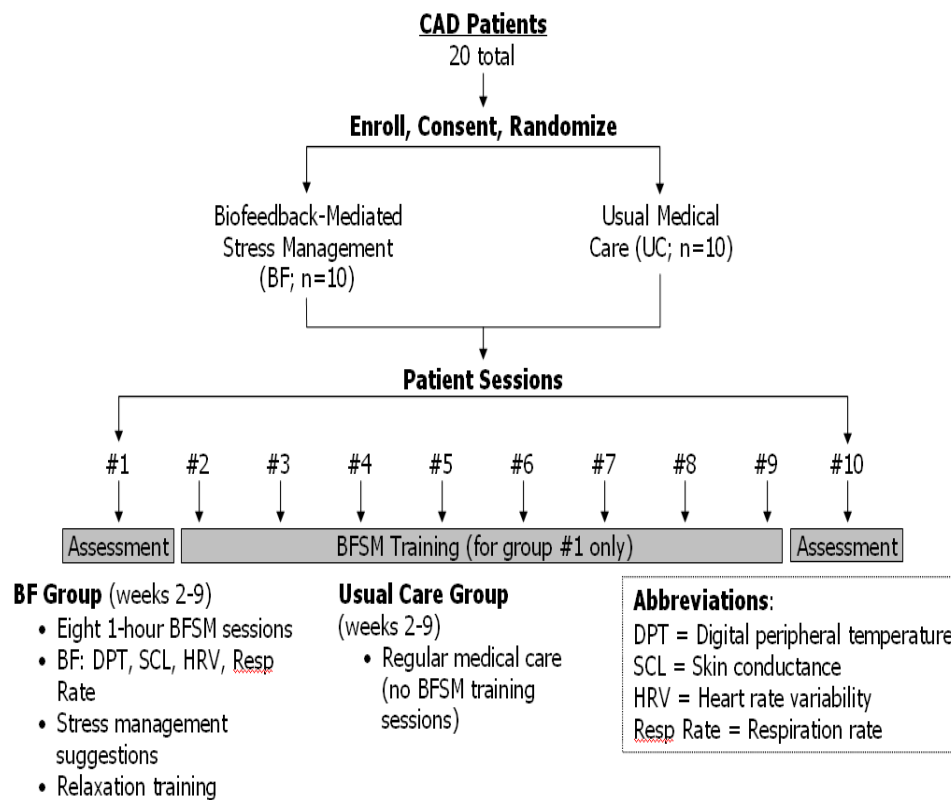 CAD Patients
20 total
Enroll, Consent, Randomize
Biofeedback-Mediated
Stress Management
(BF; n=10)
Usual Medical
Care (UC; n=10)
Patient Sessions
#1 #2 #3 #4 #5 #6 #7 #8 #9 #10
Assessment BFSM Training (for group #1 only) Assessment
BF Group (weeks 2-9)
• Eight 1-hour BFSM sessions
• BF: DPT, SCL, HRV, Resp
Rate
• Stress management
suggestions
• Relaxation training
Usual Care Group
(weeks 2-9)
• Regular medical care
(no BFSM training
sessions)
Abbreviations:
DPT = Digital peripheral temperature
SCL = Skin conductance
HRV = Heart rate variability
Resp Rate = Respiration rate